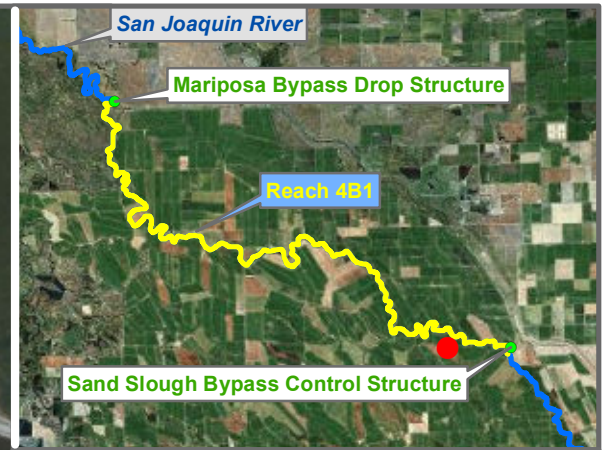 San Joaquin River
Mariposa Bypass Drop Structure
Reach 4B1
Sand Slough Bypass Control Structure